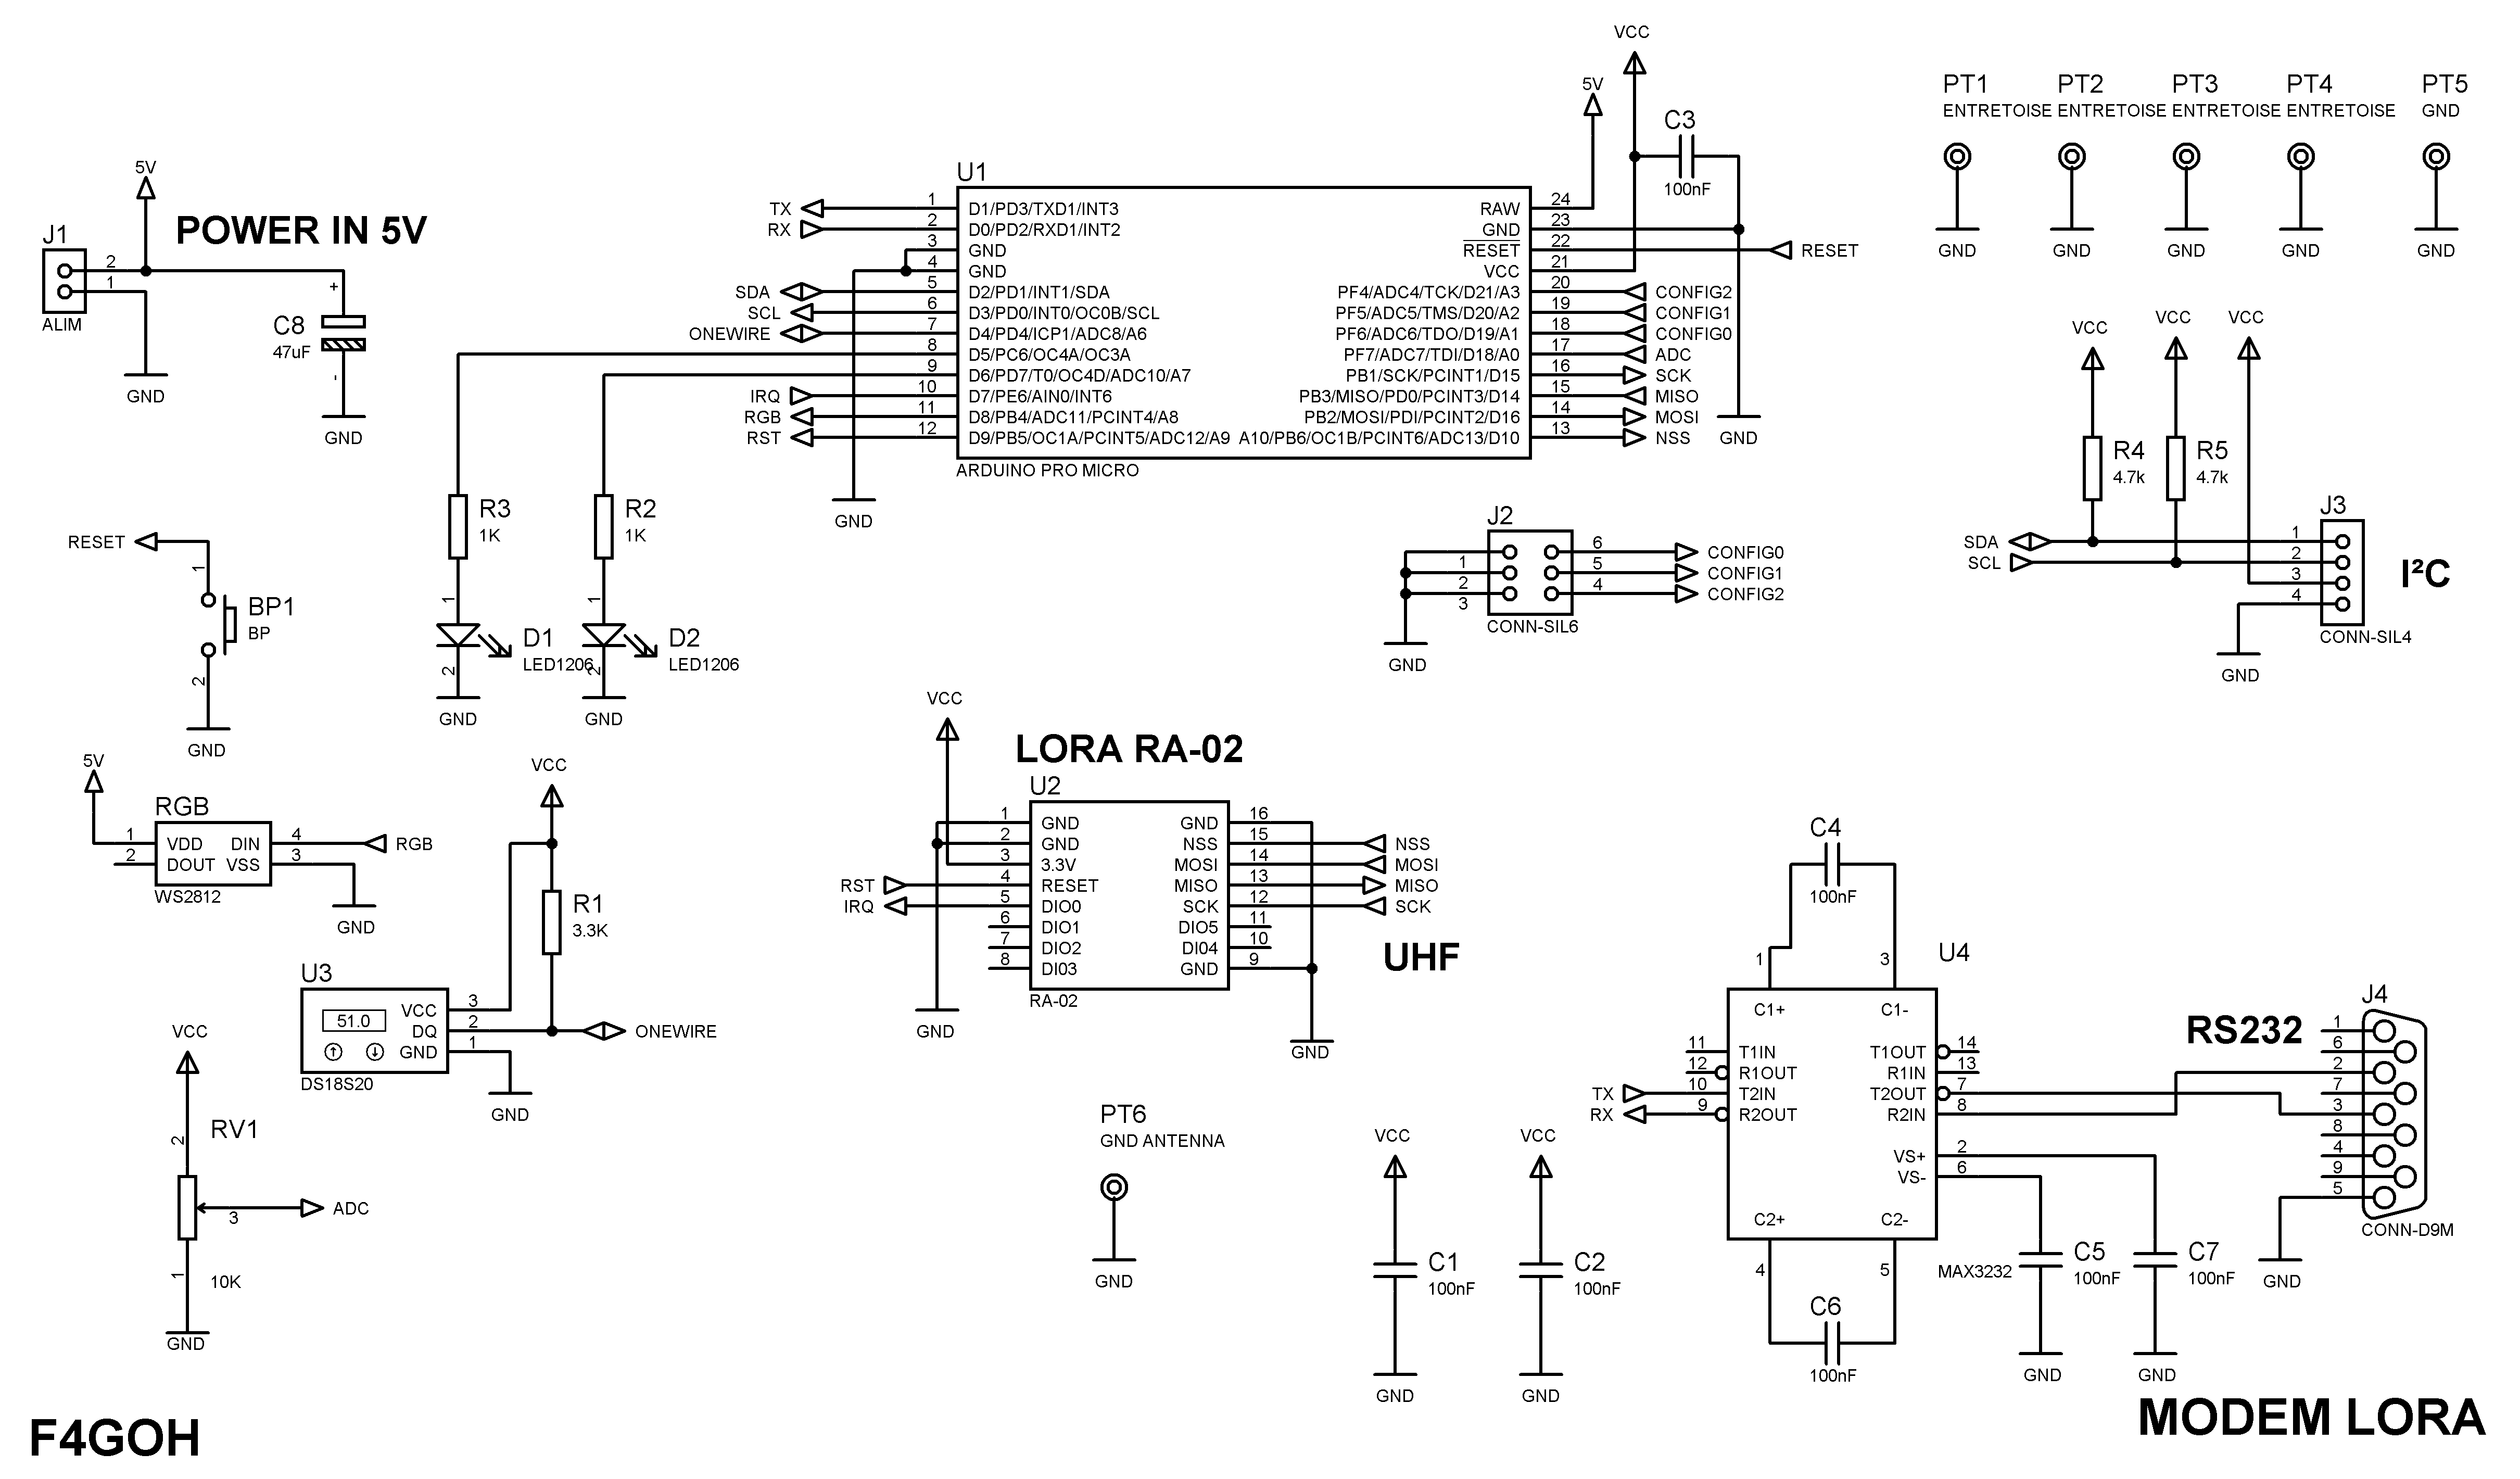 POWER IN 5V
5V
J1
2
1
ALIM
GND
C8
47uF
+
-
GND
U1
ARDUINO PRO MICRO
TX 1 D1/PD3/TXD1/INT3
RX 2 D0/PD2/RXD1/INT2
3 GND
4 GND
SDA 5 D2/PD1/INT1/SDA
SCL 6 D3/PD0/INT0/OC0B/SCL
ONEWIRE 7 D4/PD4/ICP1/ADC8/A6
8 D5/PC6/OC4A/OC3A
9 D6/PD7/T0/OC4D/ADC10/A7
IRQ 10 D7/PE6/AIN0/INT6
RGB 11 D8/PB4/ADC11/PCINT4/A8
RST 12 D9/PB5/OC1A/PCINT5/ADC12/A9
GND
RAW 24
GND 23
RESET 22 RESET
VCC 21
PF4/ADC4/TCK/D21/A3 20 CONFIG2
PF5/ADC5/TMS/D20/A2 19 CONFIG1
PF6/ADC6/TDO/D19/A1 18 CONFIG0
PF7/ADC7/TDI/D18/A0 17 ADC
PB1/SCK/PCINT1/D15 16 SCK
PB3/MISO/PD0/PCINT3/D14 15 MISO
PB2/MOSI/PDI/PCINT2/D16 14 MOSI
A10/PB6/OC1B/PCINT6/ADC13/D10 13 NSS
5V
VCC
C3
100nF
GND
PT1 PT2 PT3 PT4 PT5
ENTRETOISE ENTRETOISE ENTRETOISE ENTRETOISE GND
GND GND GND GND GND
RESET
1
BP1
BP
2
GND
R3
1K
1
D1
LED1206
2
GND
R2
1K
1
D2
LED1206
2
GND
J2
1 6 CONFIG0
2 5 CONFIG1
3 4 CONFIG2
CONN-SIL6
GND
VCC VCC VCC
R4
4.7k
R5
4.7k
J3
SDA 1
SCL 2
3
4
I²C
CONN-SIL4
GND
5V
RGB
1 VDD DIN 4 RGB
2 DOUT VSS 3
WS2812
GND
VCC
R1
3.3K
U3
51.0
VCC 3
DQ 2 ONEWIRE
GND 1
DS18S20
GND
VCC
2
RV1
3 ADC
1
10K
GND
VCC
LORA RA-02
U2
1 GND GND 16
2 GND NSS 15 NSS
3 3.3V MOSI 14 MOSI
RST 4 RESET MISO 13 MISO
IRQ 5 DIO0 SCK 12 SCK
6 DIO1 DIO5 11
7 DIO2 DI04 10
8 DI03 GND 9
RA-02
UHF
GND
GND
PT6
GND ANTENNA
GND
VCC
C1
100nF
GND
VCC
C2
100nF
GND
C4
100nF
1 3
U4
C1+ C1-
11 T1IN T1OUT 14
12 R1OUT R1IN 13
TX 10 T2IN T2OUT 7
RX 9 R2OUT R2IN 8
VS+ 2
VS- 6
C2+ C2-
4 5
MAX3232
C6
100nF
C5
100nF
GND
C7
100nF
GND
RS232
J4
1
6
2
7
3
8
4
9
5
CONN-D9M
GND
F4GOH
MODEM LORA